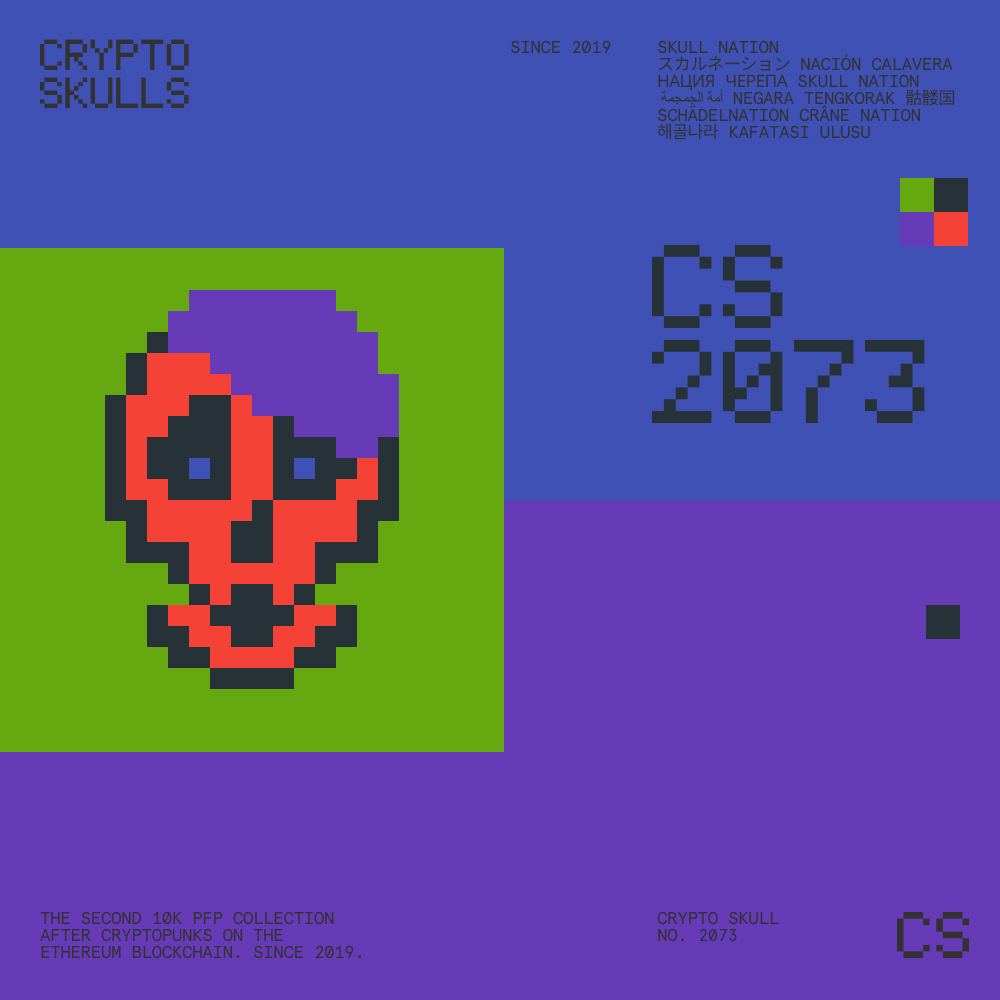 CRYPTO
SKULLS
SINCE 2019
SKULL NATION
スカルネーション NACIÓN CALAVERA
НАЦИЯ ЧЕРЕПА SKULL NATION
أمة الجمجمة NEGARA TENGKORAK 骷髅国
SCHÄDELNATION CRÂNE NATION
해골나라 KAFATASI ULUSU
CS
2073
THE SECOND 10K PFP COLLECTION
AFTER CRYPTOPUNKS ON THE
ETHEREUM BLOCKCHAIN. SINCE 2019.
CRYPTO SKULL
NO. 2073
CS